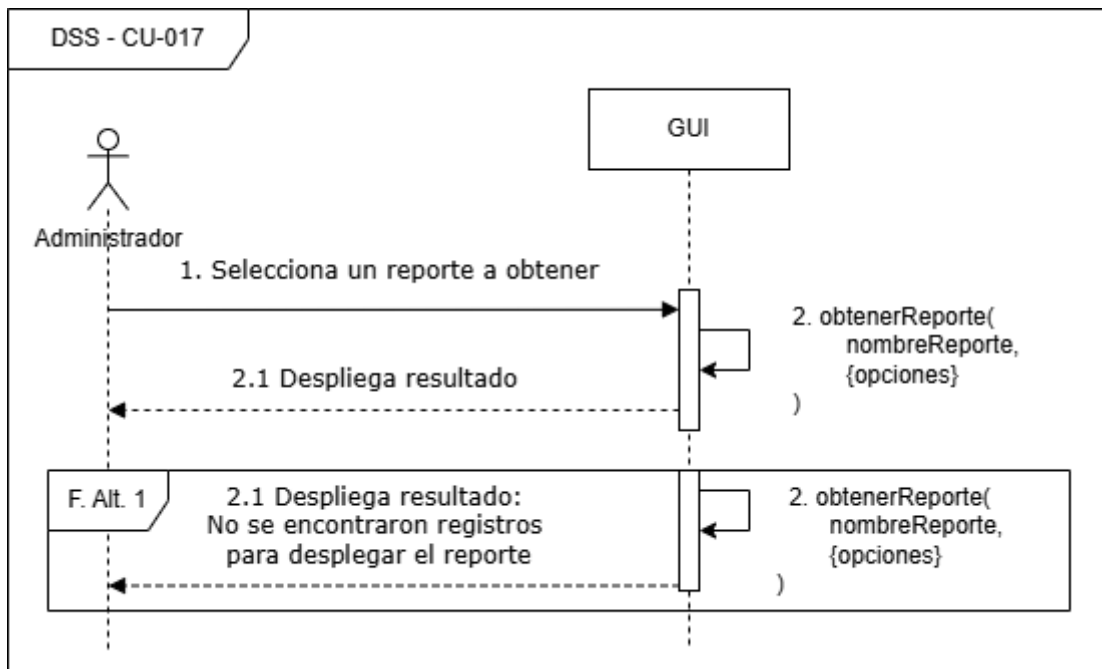 DSS - CU-017
GUI
Administrador
1. Selecciona un reporte a obtener
2. obtenerReporte(
nombreReporte,
{opciones}
)
2.1 Despliega resultado
F. Alt. 1
2.1 Despliega resultado:
No se encontraron registros
para desplegar el reporte
2. obtenerReporte(
nombreReporte,
{opciones}
)